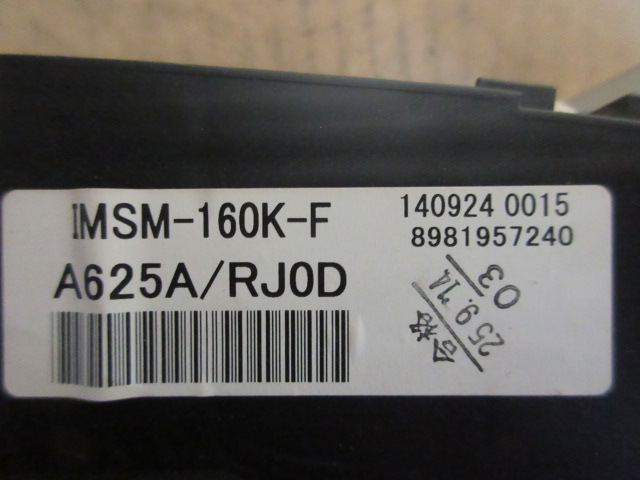 IMSM-160K-F
140924 0015
8981957240
A625A/RJ0D
合格
25.9.14
03